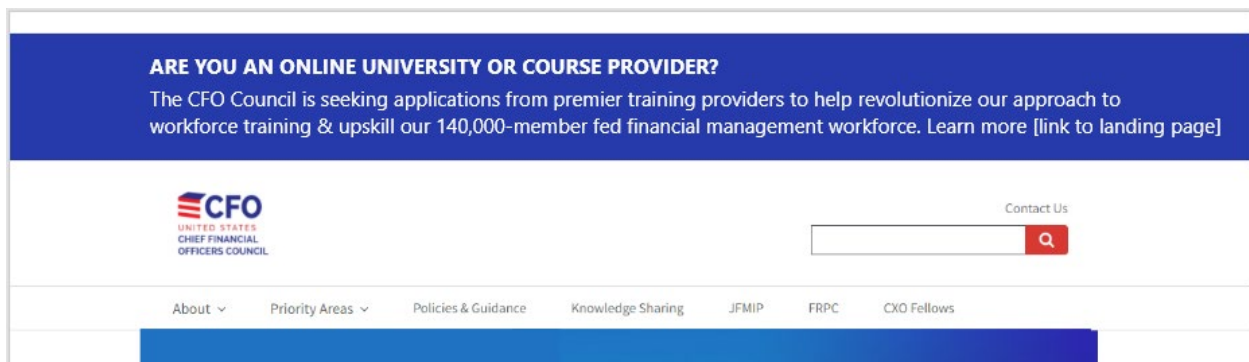 ARE YOU AN ONLINE UNIVERSITY OR COURSE PROVIDER?
The CFO Council is seeking applications from premier training providers to help revolutionize our approach to
workforce training & upskill our 140,000-member fed financial management workforce. Learn more [link to landing page]
CFO
UNITED STATES
CHIEF FINANCIAL
OFFICERS COUNCIL
Contact Us
About
Priority Areas
Policies & Guidance
Knowledge Sharing
JFMIP
FRPC
CXO Fellows